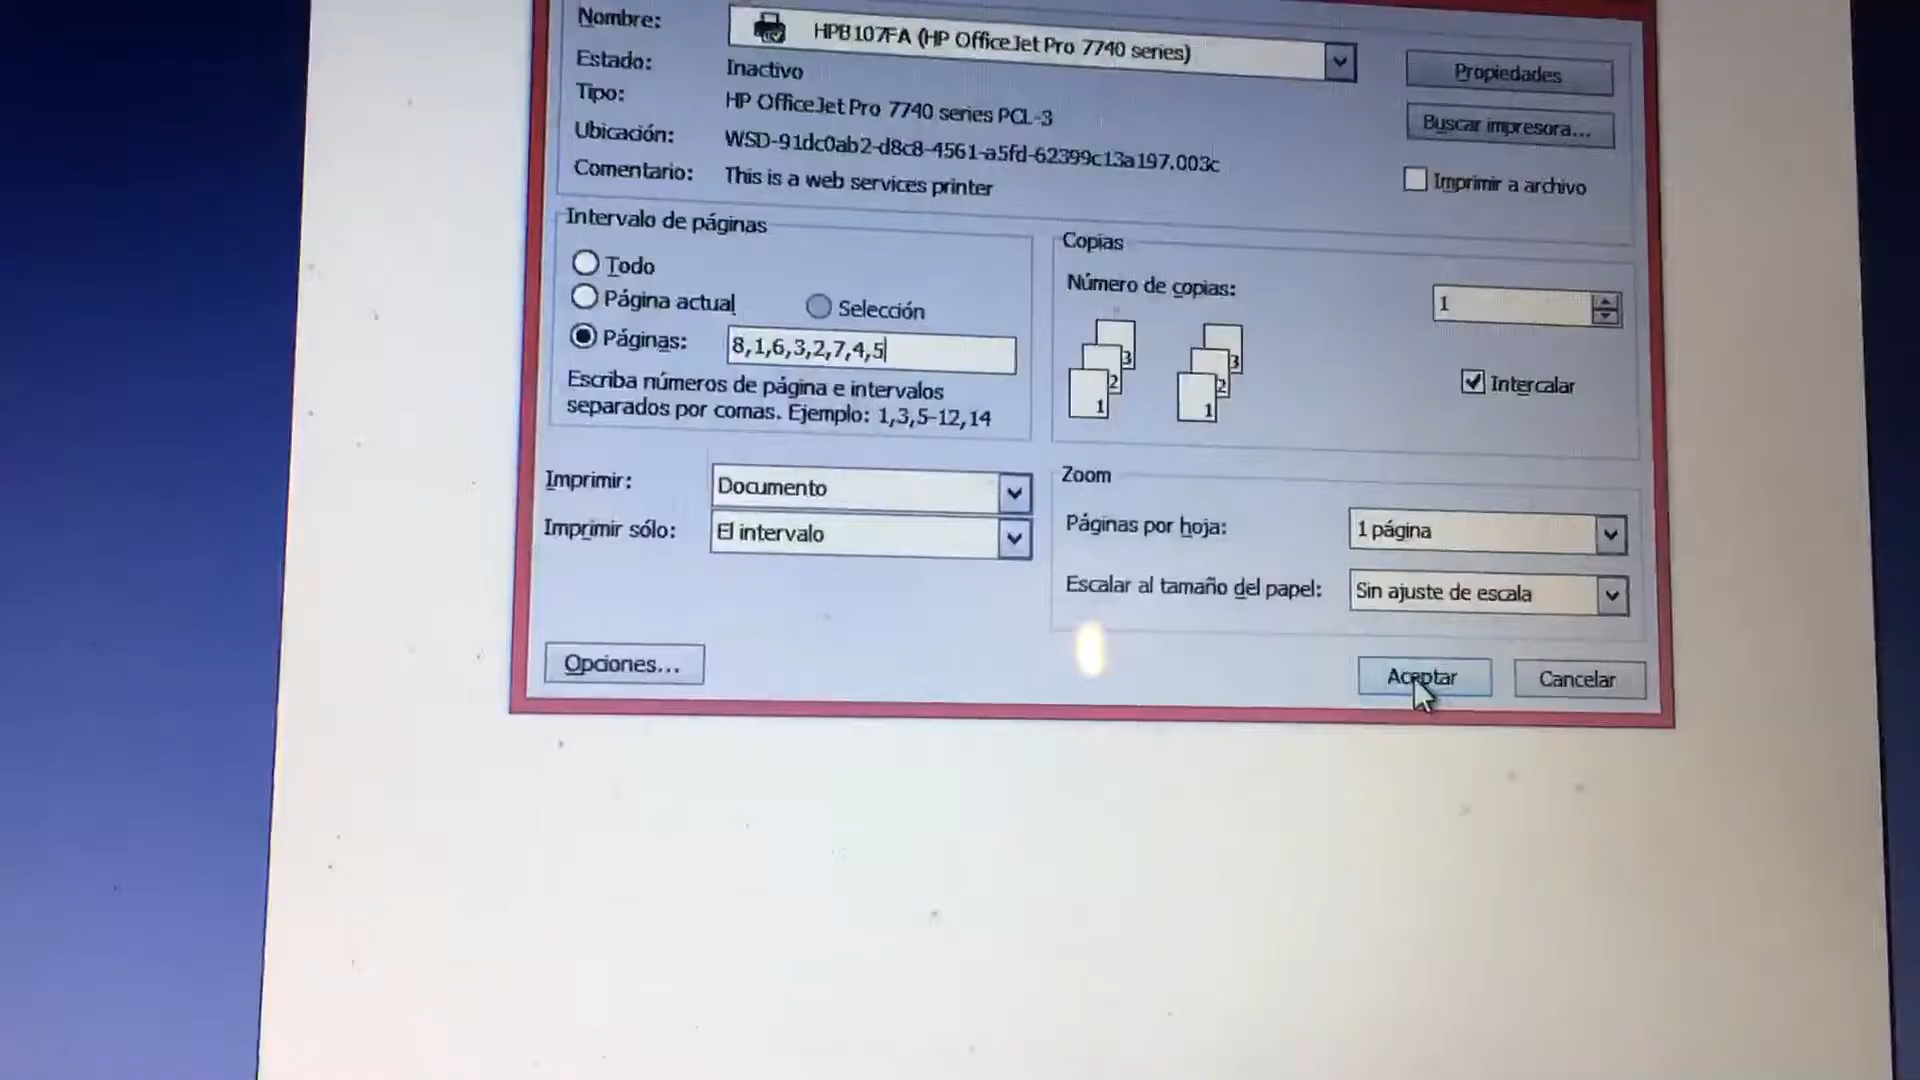 Nombre: HPB107FA (HP OfficeJet Pro 7740 series)
Propiedades
Estado: Inactivo
Tipo: HP OfficeJet Pro 7740 series PCL-3
Buscar impresora...
Ubicación: WSD-91dc0ab2-d8c8-4561-a5fd-62399c13a197.003c
Comentario: This is a web services printer
Imprimir a archivo
Intervalo de páginas
Todo
Página actual Selección
Páginas: 8,1,6,3,2,7,4,5
Escriba números de página e intervalos
separados por comas. Ejemplo: 1,3,5-12,14
Copias
Número de copias: 1
3
2
1
3
2
1
Intercalar
Imprimir: Documento
Imprimir sólo: El intervalo
Zoom
Páginas por hoja: 1 página
Escalar al tamaño del papel: Sin ajuste de escala
Opciones...
Aceptar
Cancelar